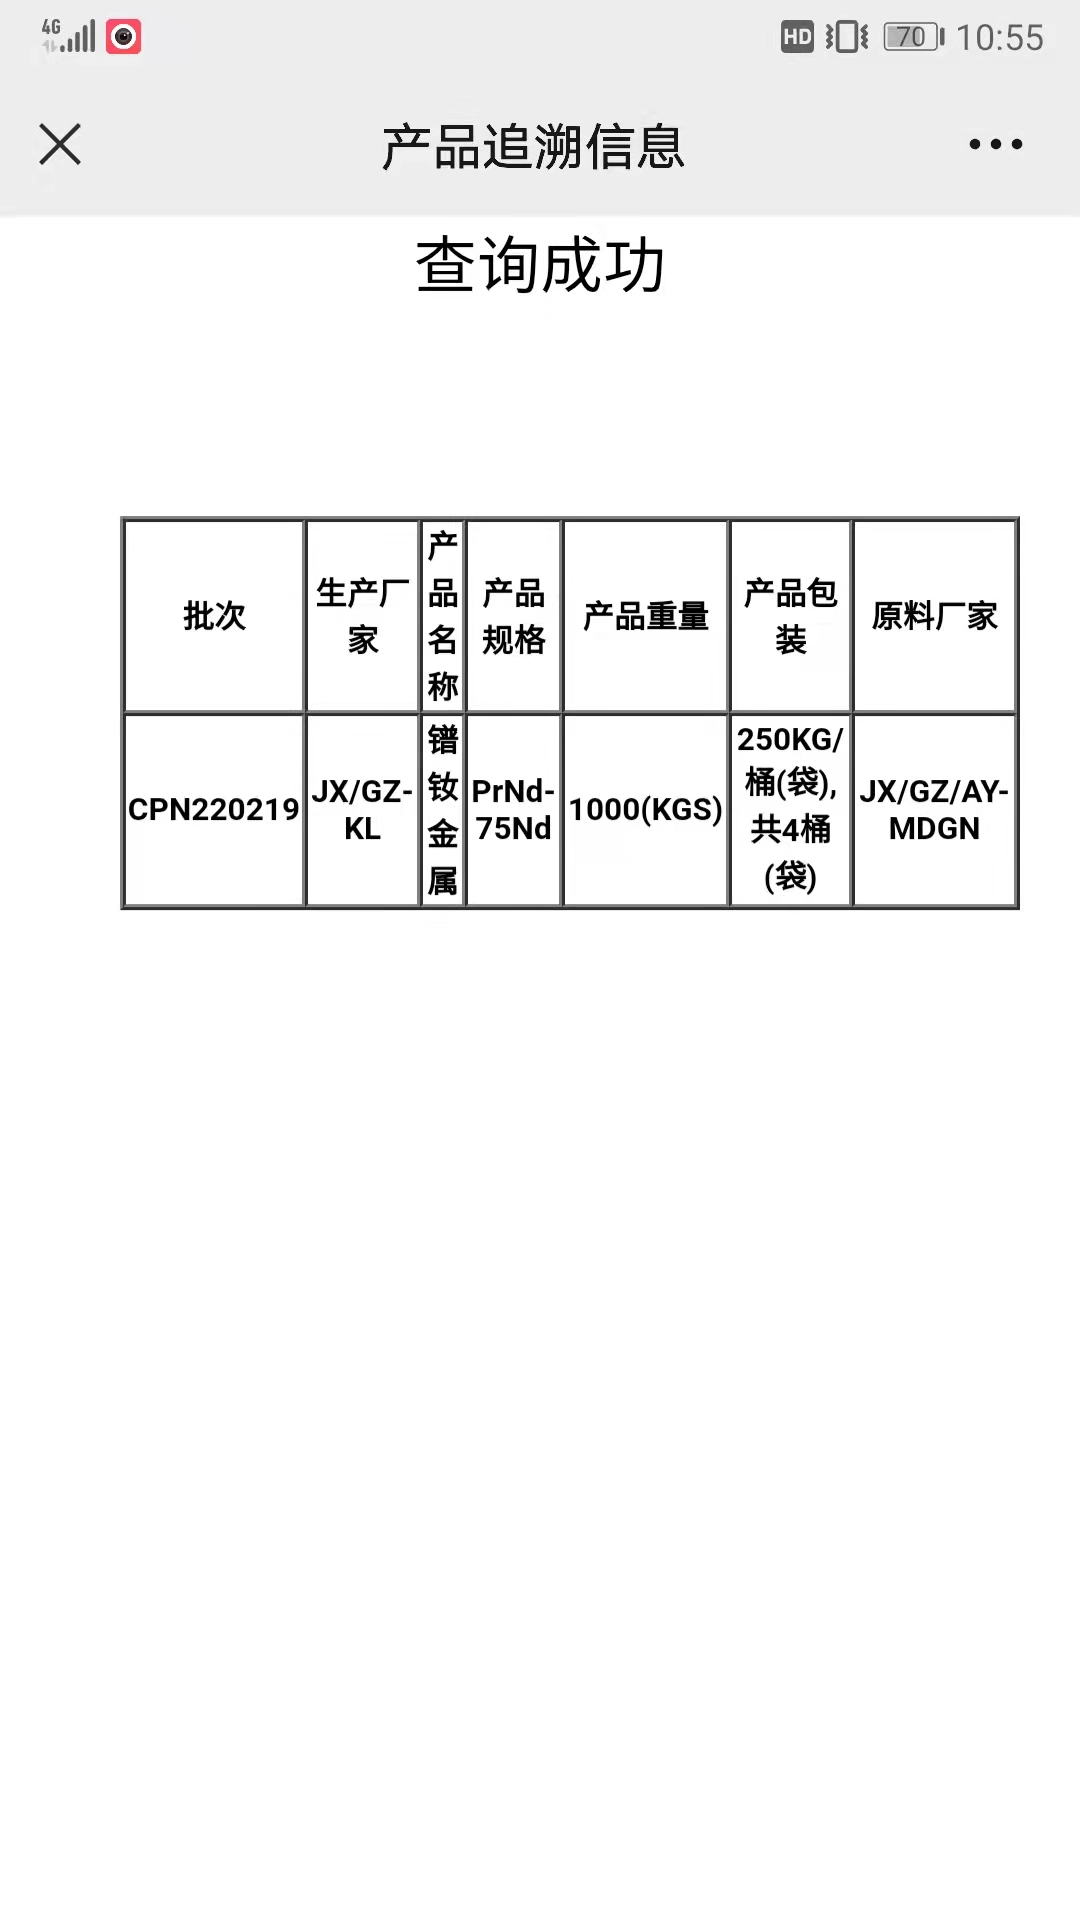 4G
HD
70
10:55
产品追溯信息
查询成功
批次
生产厂
家
产
品
名
称
产品
规格
产品重量
产品包
装
原料厂家
CPN220219
JX/GZ-
KL
镨
钕
金
属
PrNd-
75Nd
1000(KGS)
250KG/
桶(袋),
共4桶
(袋)
JX/GZ/AY-
MDGN